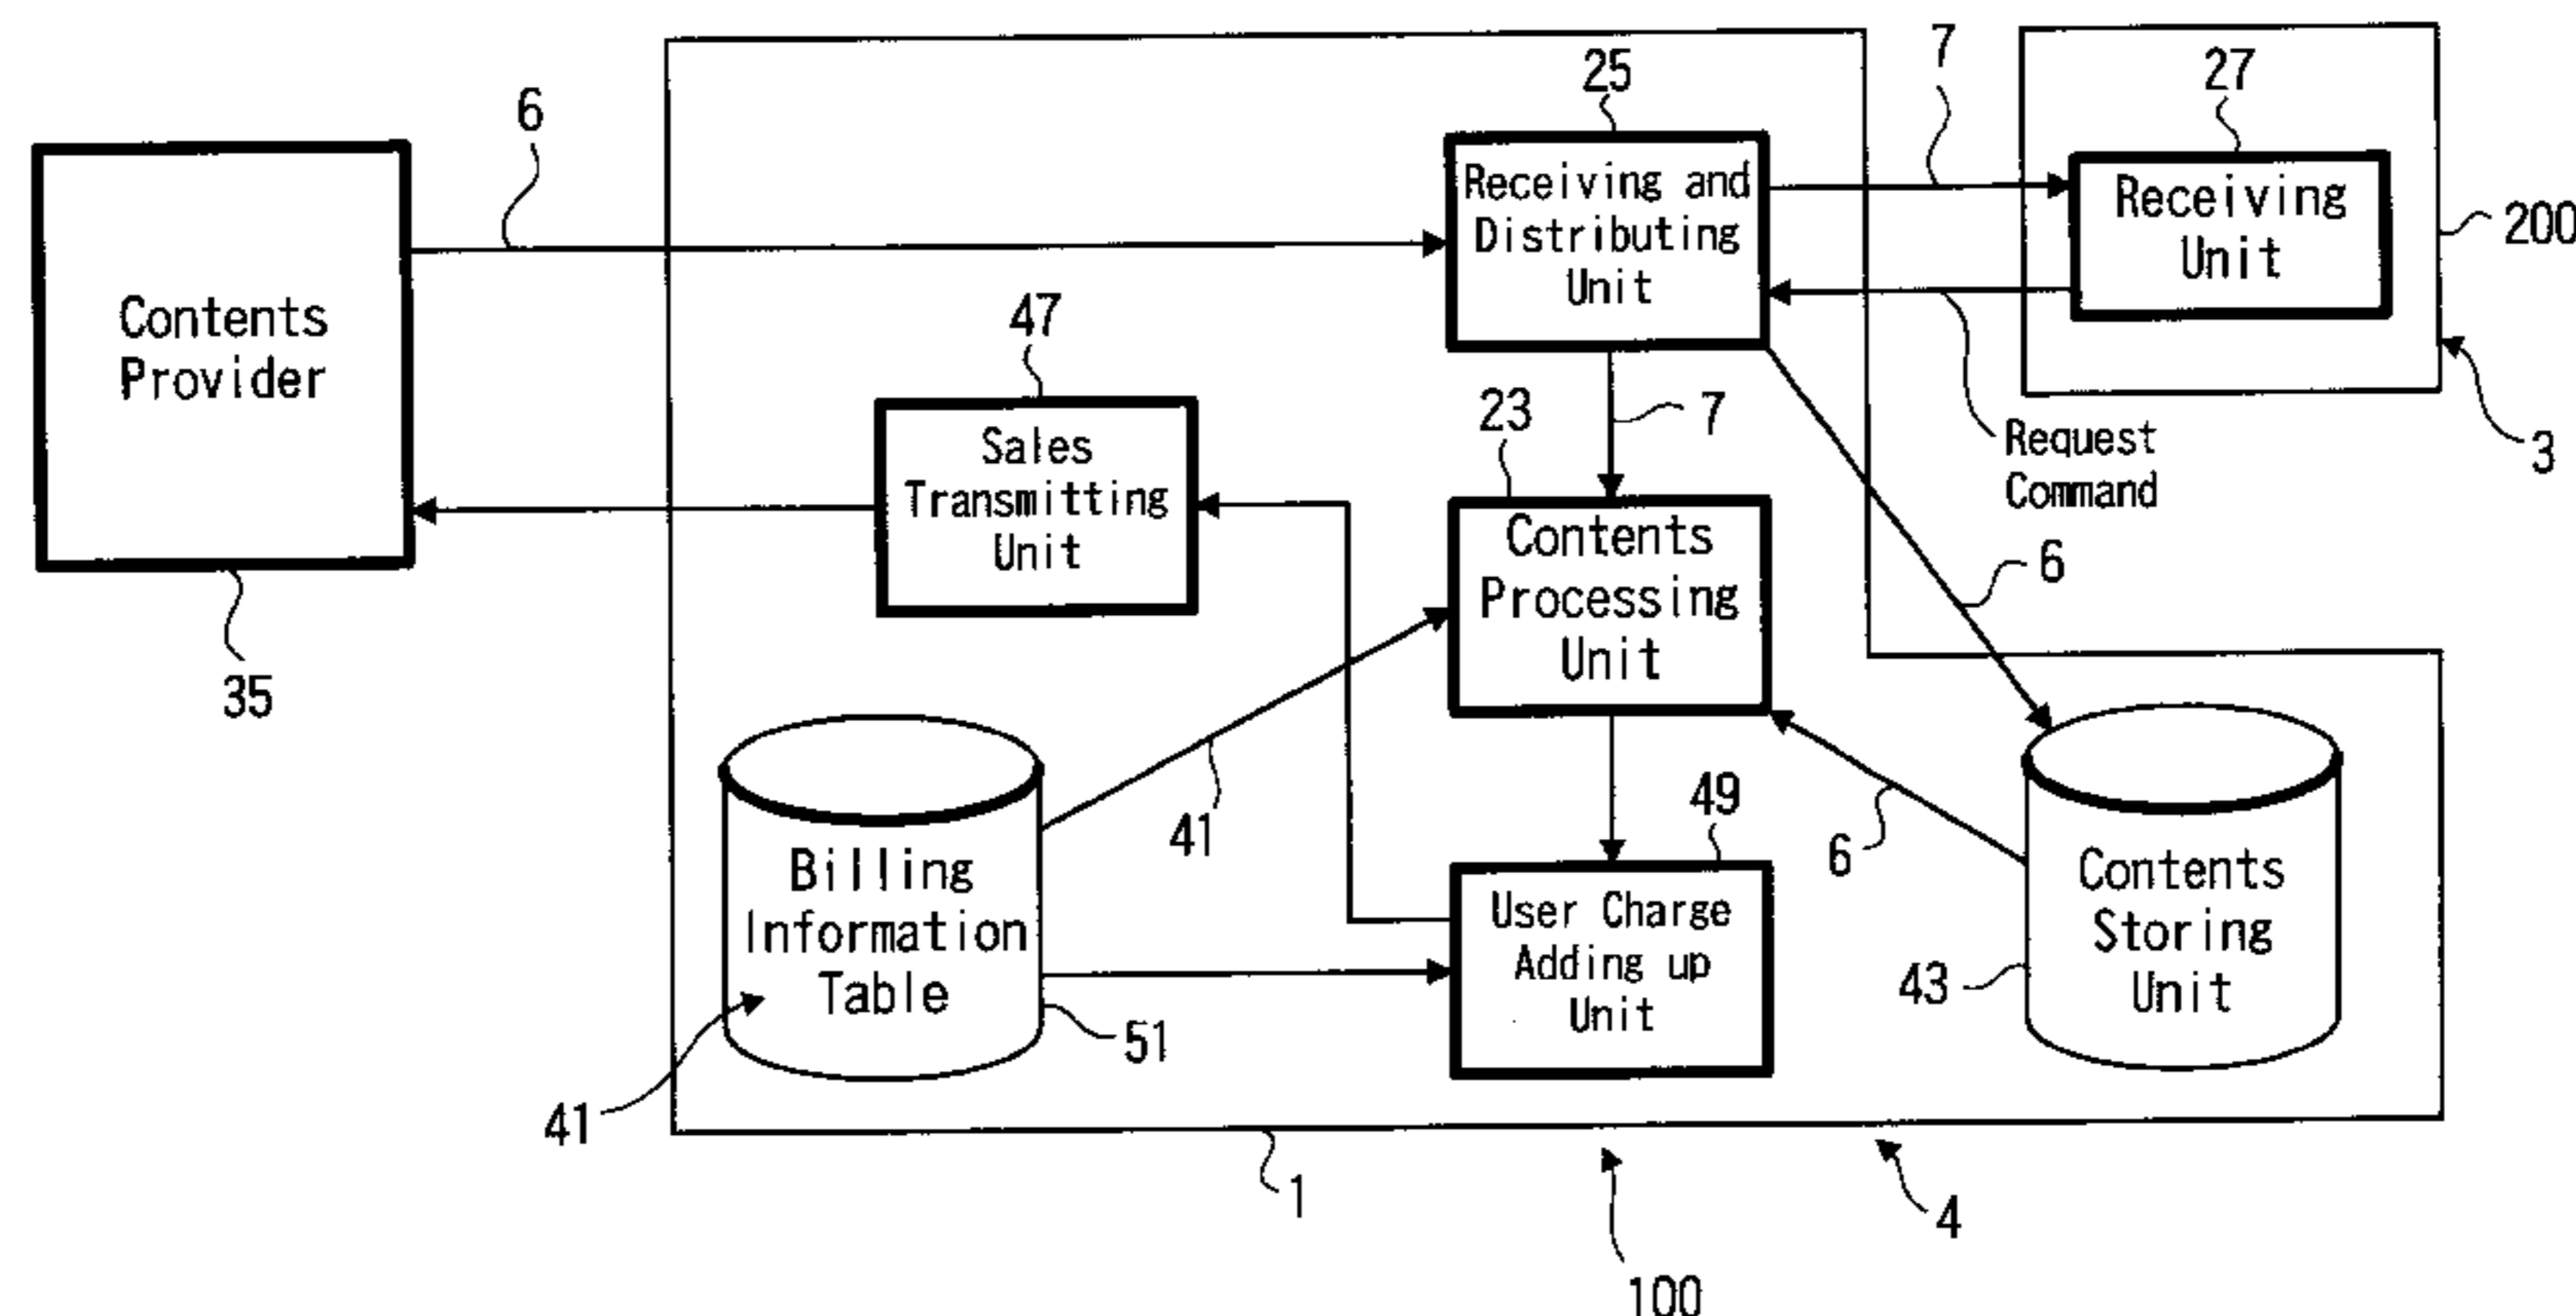 6
25
7
27
Contents
Provider
Receiving and
Distributing
Unit
Receiving
Unit
200
47
Sales
Transmitting
Unit
23
7
Request
Command
3
Contents
Processing
Unit
6
35
41
49
6
Billing
Information
Table
User Charge
Adding up
Unit
Contents
Storing
Unit
43
51
41
1
4
100